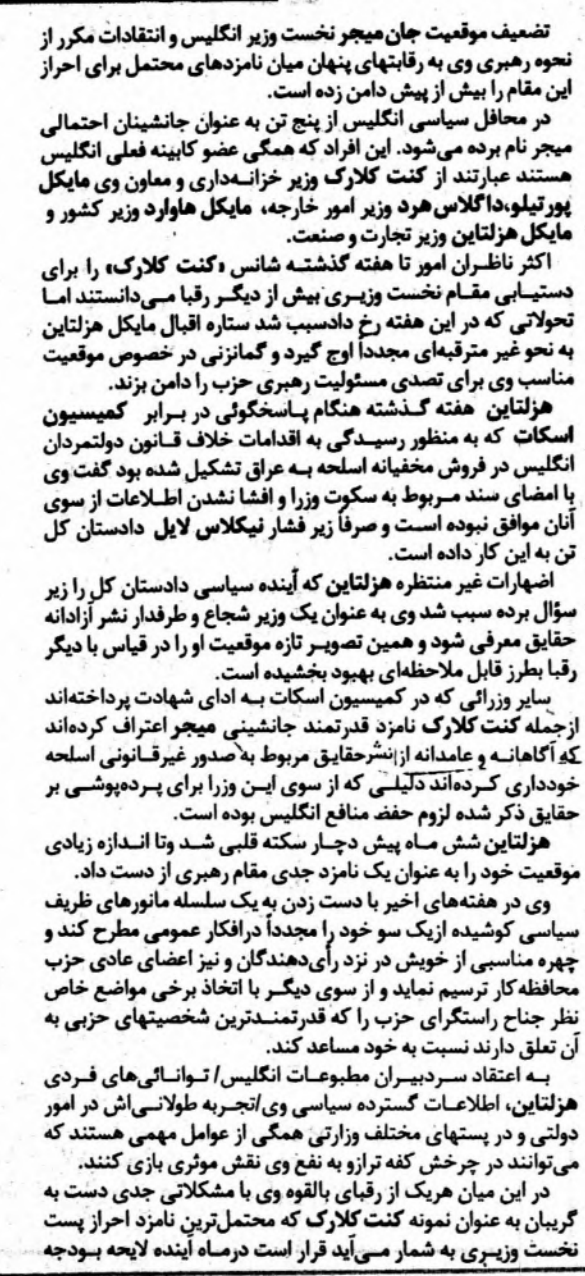 تضعیف موقعیت جان میجر نخست وزیر انگلیس و انتقادات مکرر از
نحوه رهبری وی به رقابتهای پنهان میان نامزدهای محتمل برای احراز
این مقام را بیش از پیش دامن زده است.
در محافل سیاسی انگلیس از پنج تن به عنوان جانشینان احتمالی
میجر نام برده می‌شود. این افراد که همگی عضو کابینه فعلی انگلیس
هستند عبارتند از کنت کلارک وزیر خزانه‌داری و معاون وی مایکل
پورتیلو،داگلاس هرد وزیر امور خارجه، مایکل هاوارد وزیر کشور و
مایکل هزلتاین وزیر تجارت و صنعت.
اکثر ناظران امور تا هفته گذشته شانس «کنت کلارک» را برای
دستیابی مقام نخست وزیری بیش از دیگر رقبا می‌دانستند اما
تحولاتی که در این هفته رخ دادسبب شد ستاره اقبال مایکل هزلتاین
به نحو غیر مترقبه‌ای مجدداً اوج گیرد و گمانزنی در خصوص موقعیت
مناسب وی برای تصدی مسئولیت رهبری حزب را دامن بزند.
هزلتاین هفته گذشته هنگام پاسخگوئی در برابر کمیسیون
اسکات که به منظور رسیدگی به اقدامات خلاف قانون دولتمردان
انگلیس در فروش مخفیانه اسلحه به عراق تشکیل شده بود گفت وی
با امضای سند مربوط به سکوت وزرا و افشا نشدن اطلاعات از سوی
آنان موافق نبوده است و صرفاً زیر فشار نیکلاس لایل دادستان کل
تن به این کار داده است.
اضهارات غیر منتظره هزلتاین که آینده سیاسی دادستان کل را زیر
سؤال برده سبب شد وی به عنوان یک وزیر شجاع و طرفدار نشر آزادانه
حقایق معرفی شود و همین تصویر تازه موقعیت او را در قیاس با دیگر
رقبا بطرز قابل ملاحظه‌ای بهبود بخشیده است.
سایر وزرائی که در کمیسیون اسکات به ادای شهادت پرداخته‌اند
ازجمله کنت کلارک نامزد قدرتمند جانشینی میجر اعتراف کرده‌اند
که آگاهانه و عامدانه از نشر حقایق مربوط به صدور غیرقانونی اسلحه
خودداری کرده‌اند دلیلی که از سوی این وزرا برای پرده‌پوشی بر
حقایق ذکر شده لزوم حفظ منافع انگلیس بوده است.
هزلتاین شش ماه پیش دچار سکته قلبی شد وتا اندازه زیادی
موقعیت خود را به عنوان یک نامزد جدی مقام رهبری از دست داد.
وی در هفته‌های اخیر با دست زدن به یک سلسله مانورهای ظریف
سیاسی کوشیده ازیک سو خود را مجدداً درافکار عمومی مطرح کند و
چهره مناسبی از خویش در نزد رأی‌دهندگان و نیز اعضای عادی حزب
محافظه‌کار ترسیم نماید و از سوی دیگر با اتخاذ برخی مواضع خاص
نظر جناح راستگرای حزب را که قدرتمندترین شخصیتهای حزبی به
آن تعلق دارند نسبت به خود مساعد کند.
به اعتقاد سردبیران مطبوعات انگلیس/ توانائی‌های فردی
هزلتاین، اطلاعات گسترده سیاسی وی/تجربه طولانی‌اش در امور
دولتی و در پستهای مختلف وزارتی همگی از عوامل مهمی هستند که
می‌توانند در چرخش کفه ترازو به نفع وی نقش موثری بازی کنند.
در این میان هریک از رقبای بالقوه وی با مشکلاتی جدی دست به
گریبان به عنوان نمونه کنت کلارک که محتمل‌ترین نامزد احراز پست
نخست وزیری به شمار می‌آید قرار است درماه آینده لایحه بودجه